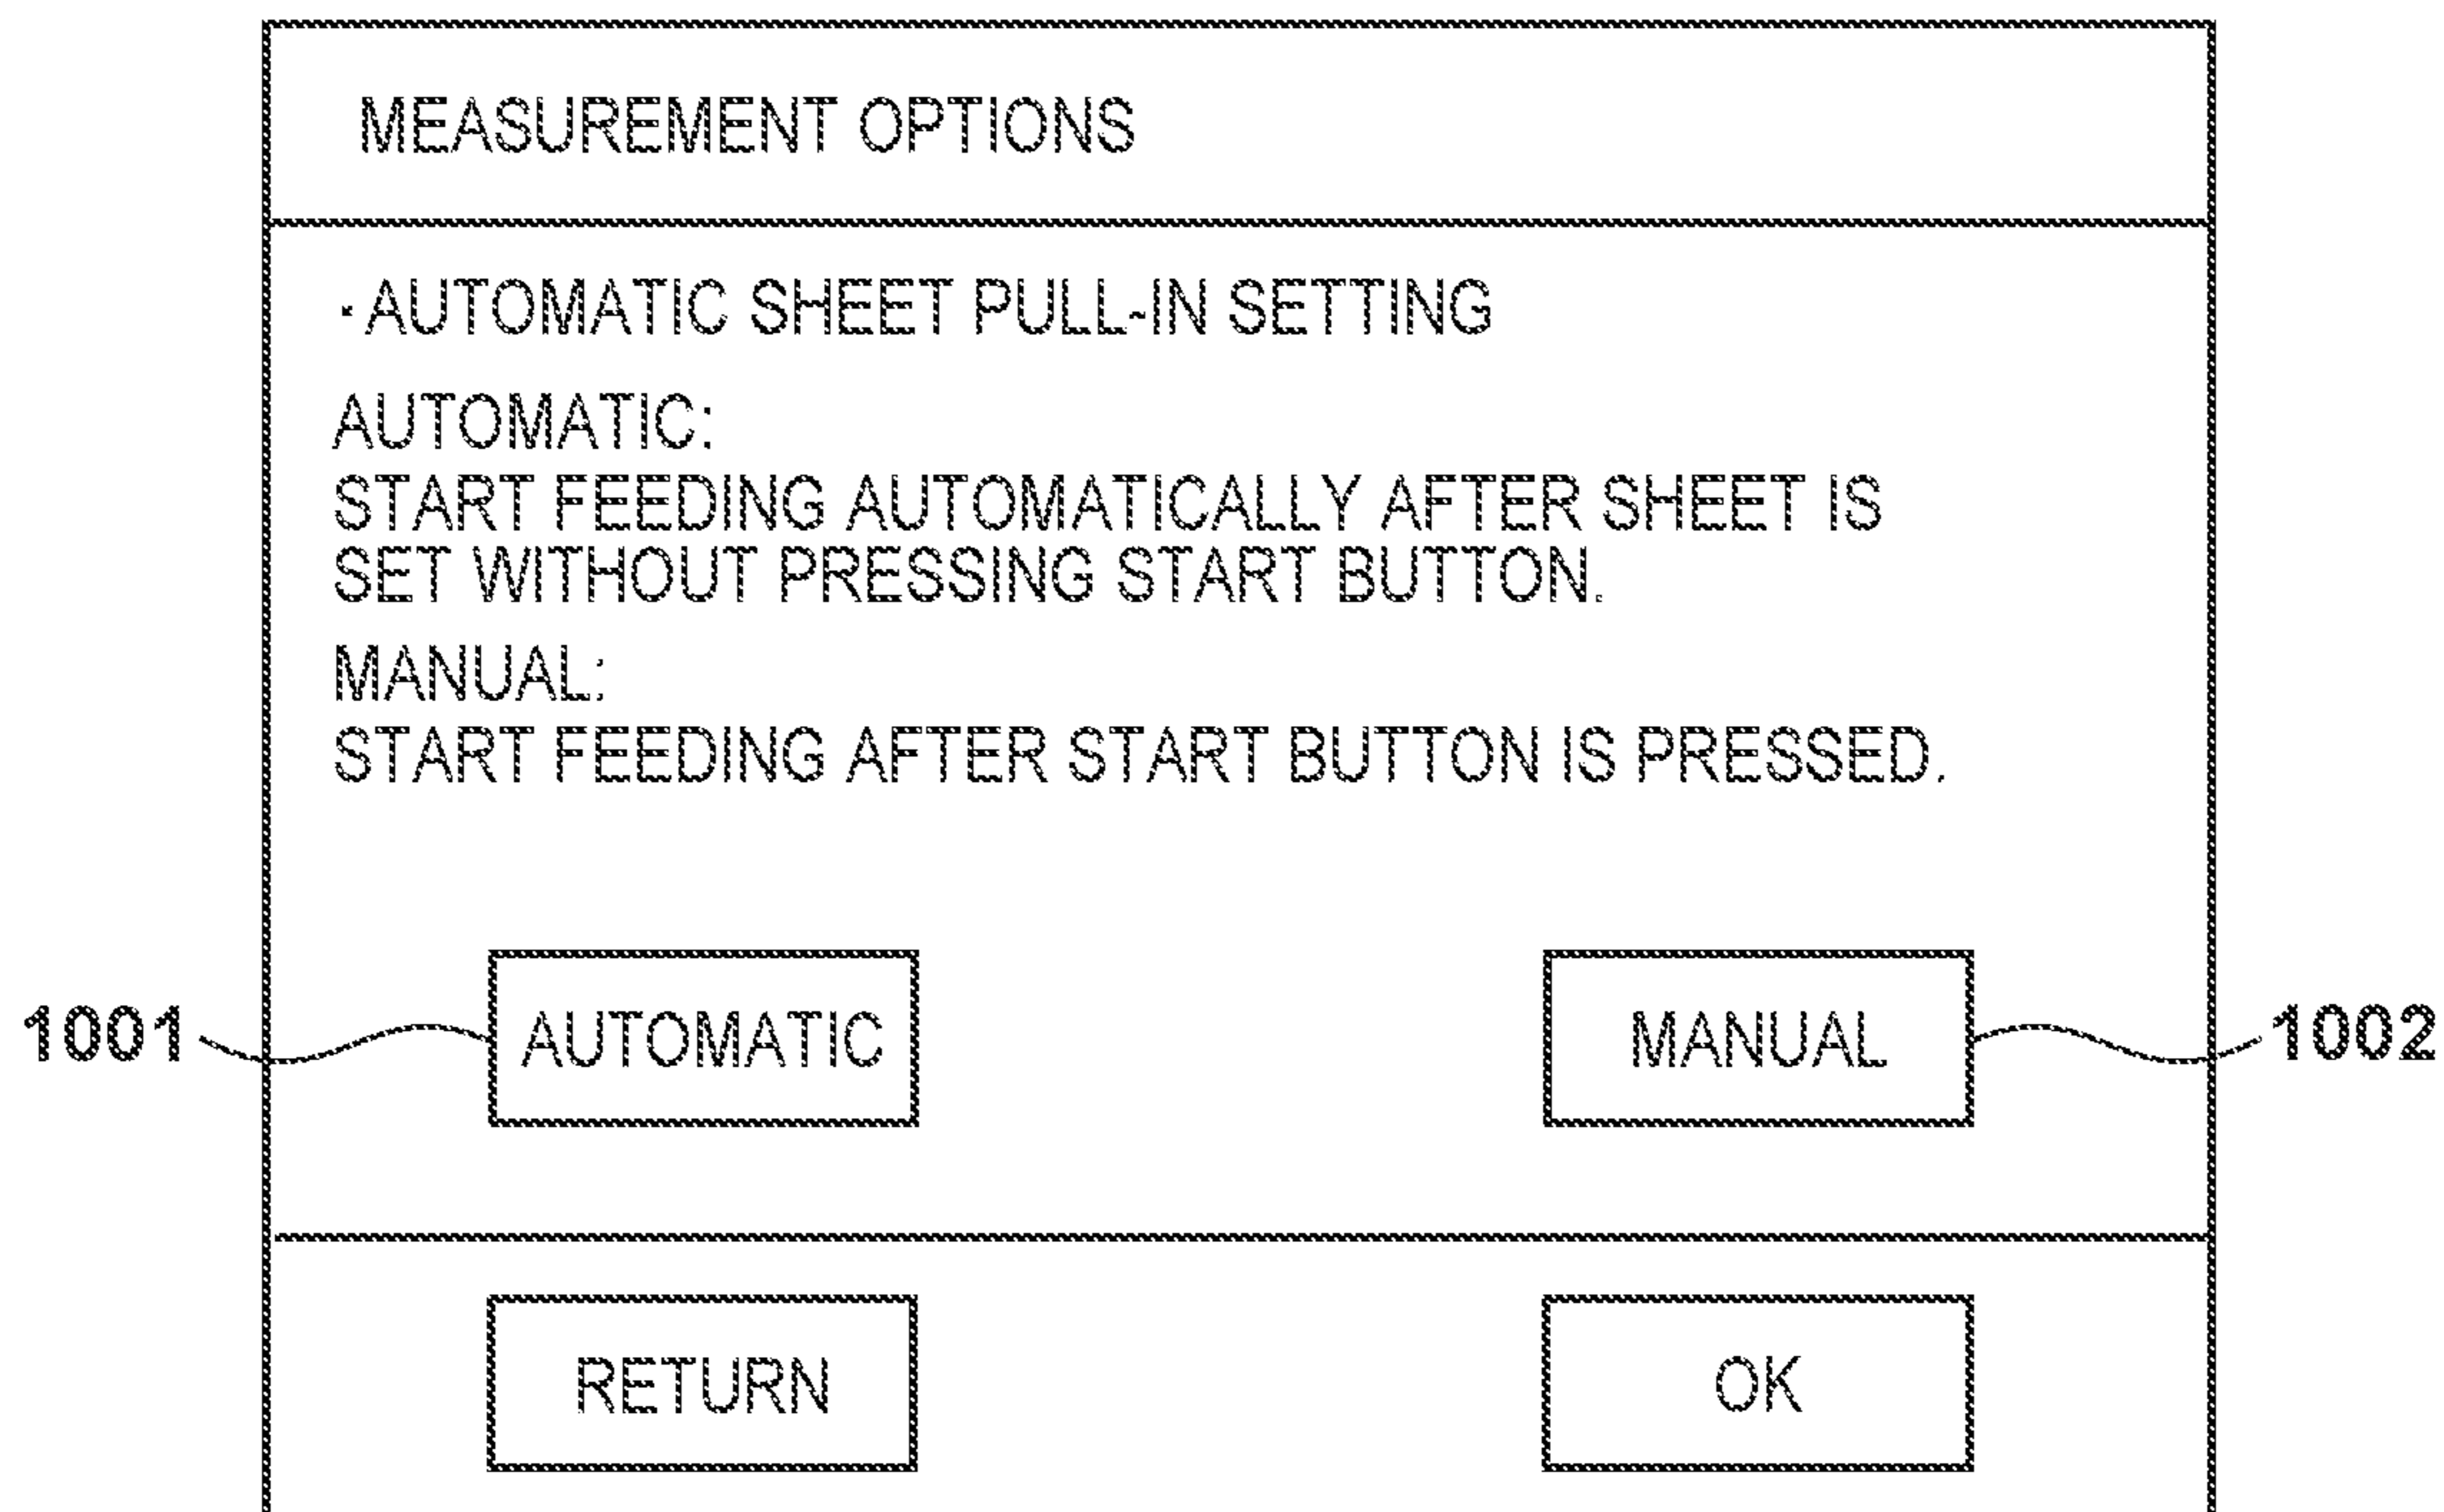 MEASUREMENT OPTIONS
·AUTOMATIC SHEET PULL-IN SETTING
AUTOMATIC:
START FEEDING AUTOMATICALLY AFTER SHEET IS
SET WITHOUT PRESSING START BUTTON.
MANUAL:
START FEEDING AFTER START BUTTON IS PRESSED.
1001 AUTOMATIC MANUAL 1002
RETURN OK